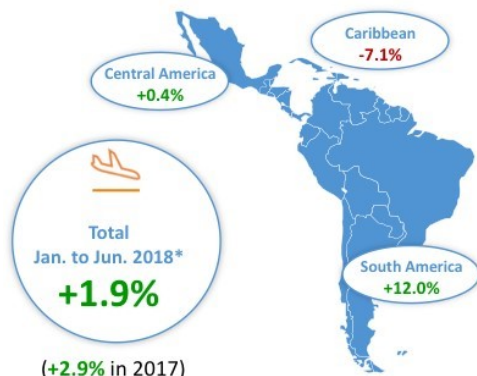 Caribbean
-7.1%
Central America
+0.4%
Total
Jan. to Jun. 2018*
+1.9%
South America
+12.0%
(+2.9% in 2017)